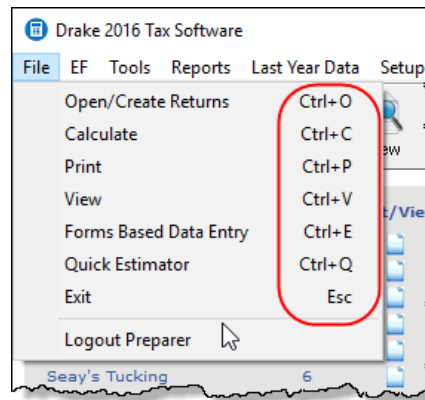 Drake 2016 Tax Software
File EF Tools Reports Last Year Data Setup
Open/Create Returns Ctrl+O
Calculate Ctrl+C
Print Ctrl+P
View Ctrl+V
Forms Based Data Entry Ctrl+E
Quick Estimator Ctrl+Q
Exit Esc
Logout Preparer
Seay's Tucking 6